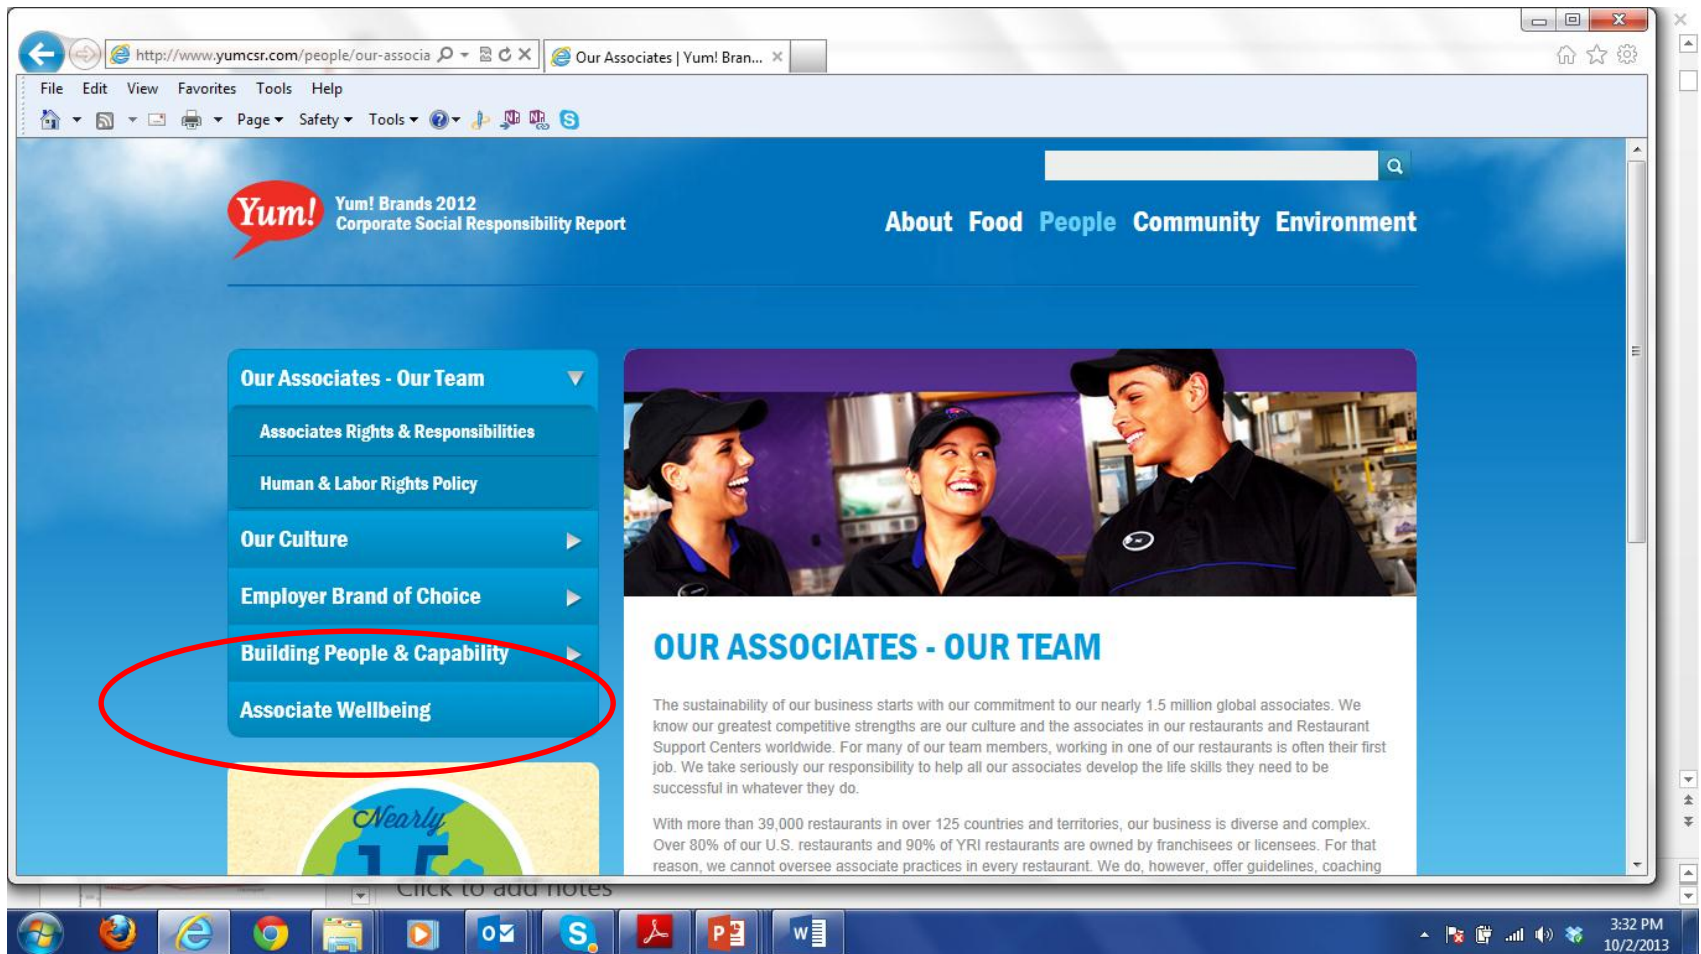 http://www.yumcsr.com/people/our-associa
Our Associates | Yum! Bran...
File Edit View Favorites Tools Help
Page Safety Tools
Yum!
Yum! Brands 2012
Corporate Social Responsibility Report
About Food People Community Environment
Our Associates - Our Team
Associates Rights & Responsibilities
Human & Labor Rights Policy
Our Culture
Employer Brand of Choice
Building People & Capability
Associate Wellbeing
Nearly
OUR ASSOCIATES - OUR TEAM
The sustainability of our business starts with our commitment to our nearly 1.5 million global associates. We
know our greatest competitive strengths are our culture and the associates in our restaurants and Restaurant
Support Centers worldwide. For many of our team members, working in one of our restaurants is often their first
job. We take seriously our responsibility to help all our associates develop the life skills they need to be
successful in whatever they do.
With more than 39,000 restaurants in over 125 countries and territories, our business is diverse and complex.
Over 80% of our U.S. restaurants and 90% of YRI restaurants are owned by franchisees or licensees. For that
reason, we cannot oversee associate practices in every restaurant. We do, however, offer guidelines, coaching
Click to add notes
3:32 PM
10/2/2013